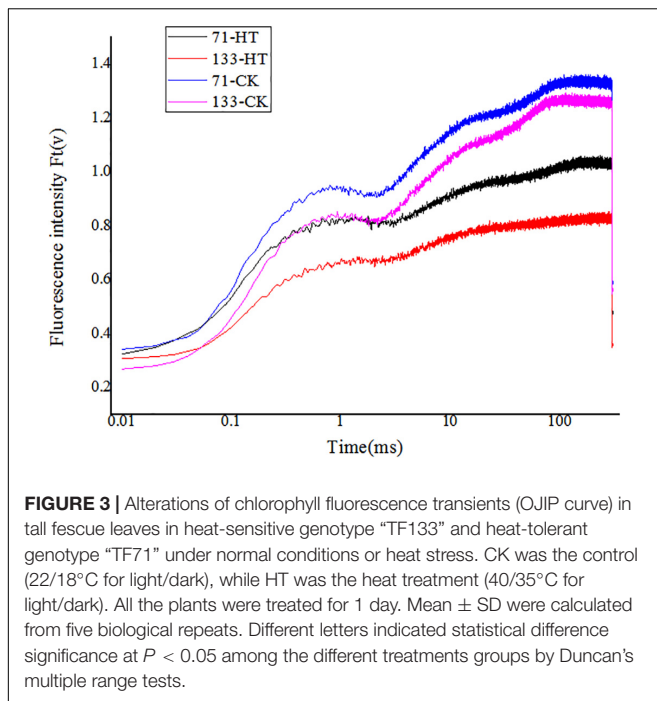 71-HT
133-HT
71-CK
133-CK
1.4
1.2
1.0
0.8
0.6
0.4
0.2
Fluorescence intensity Ft(v)
0.01 0.1 1 10 100
Time(ms)
FIGURE 3 | Alterations of chlorophyll fluorescence transients (OJIP curve) in
tall fescue leaves in heat-sensitive genotype “TF133” and heat-tolerant
genotype “TF71” under normal conditions or heat stress. CK was the control
(22/18°C for light/dark), while HT was the heat treatment (40/35°C for
light/dark). All the plants were treated for 1 day. Mean ± SD were calculated
from five biological repeats. Different letters indicated statistical difference
significance at P < 0.05 among the different treatments groups by Duncan’s
multiple range tests.